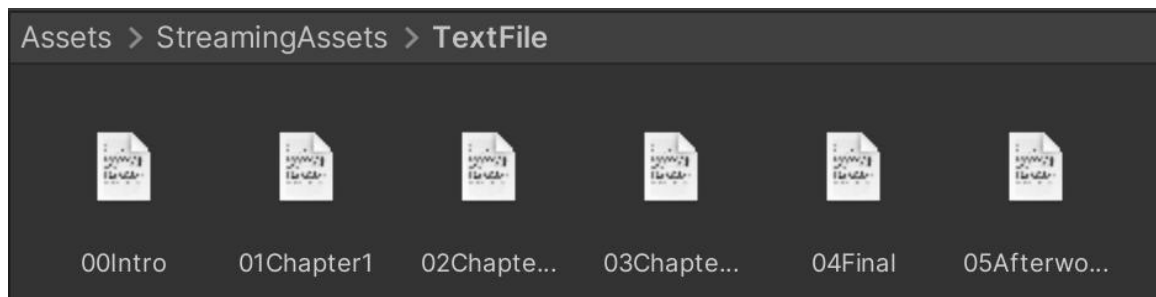 Assets > StreamingAssets > TextFile
00Intro 01Chapter1 02Chapte... 03Chapte... 04Final 05Afterwo...